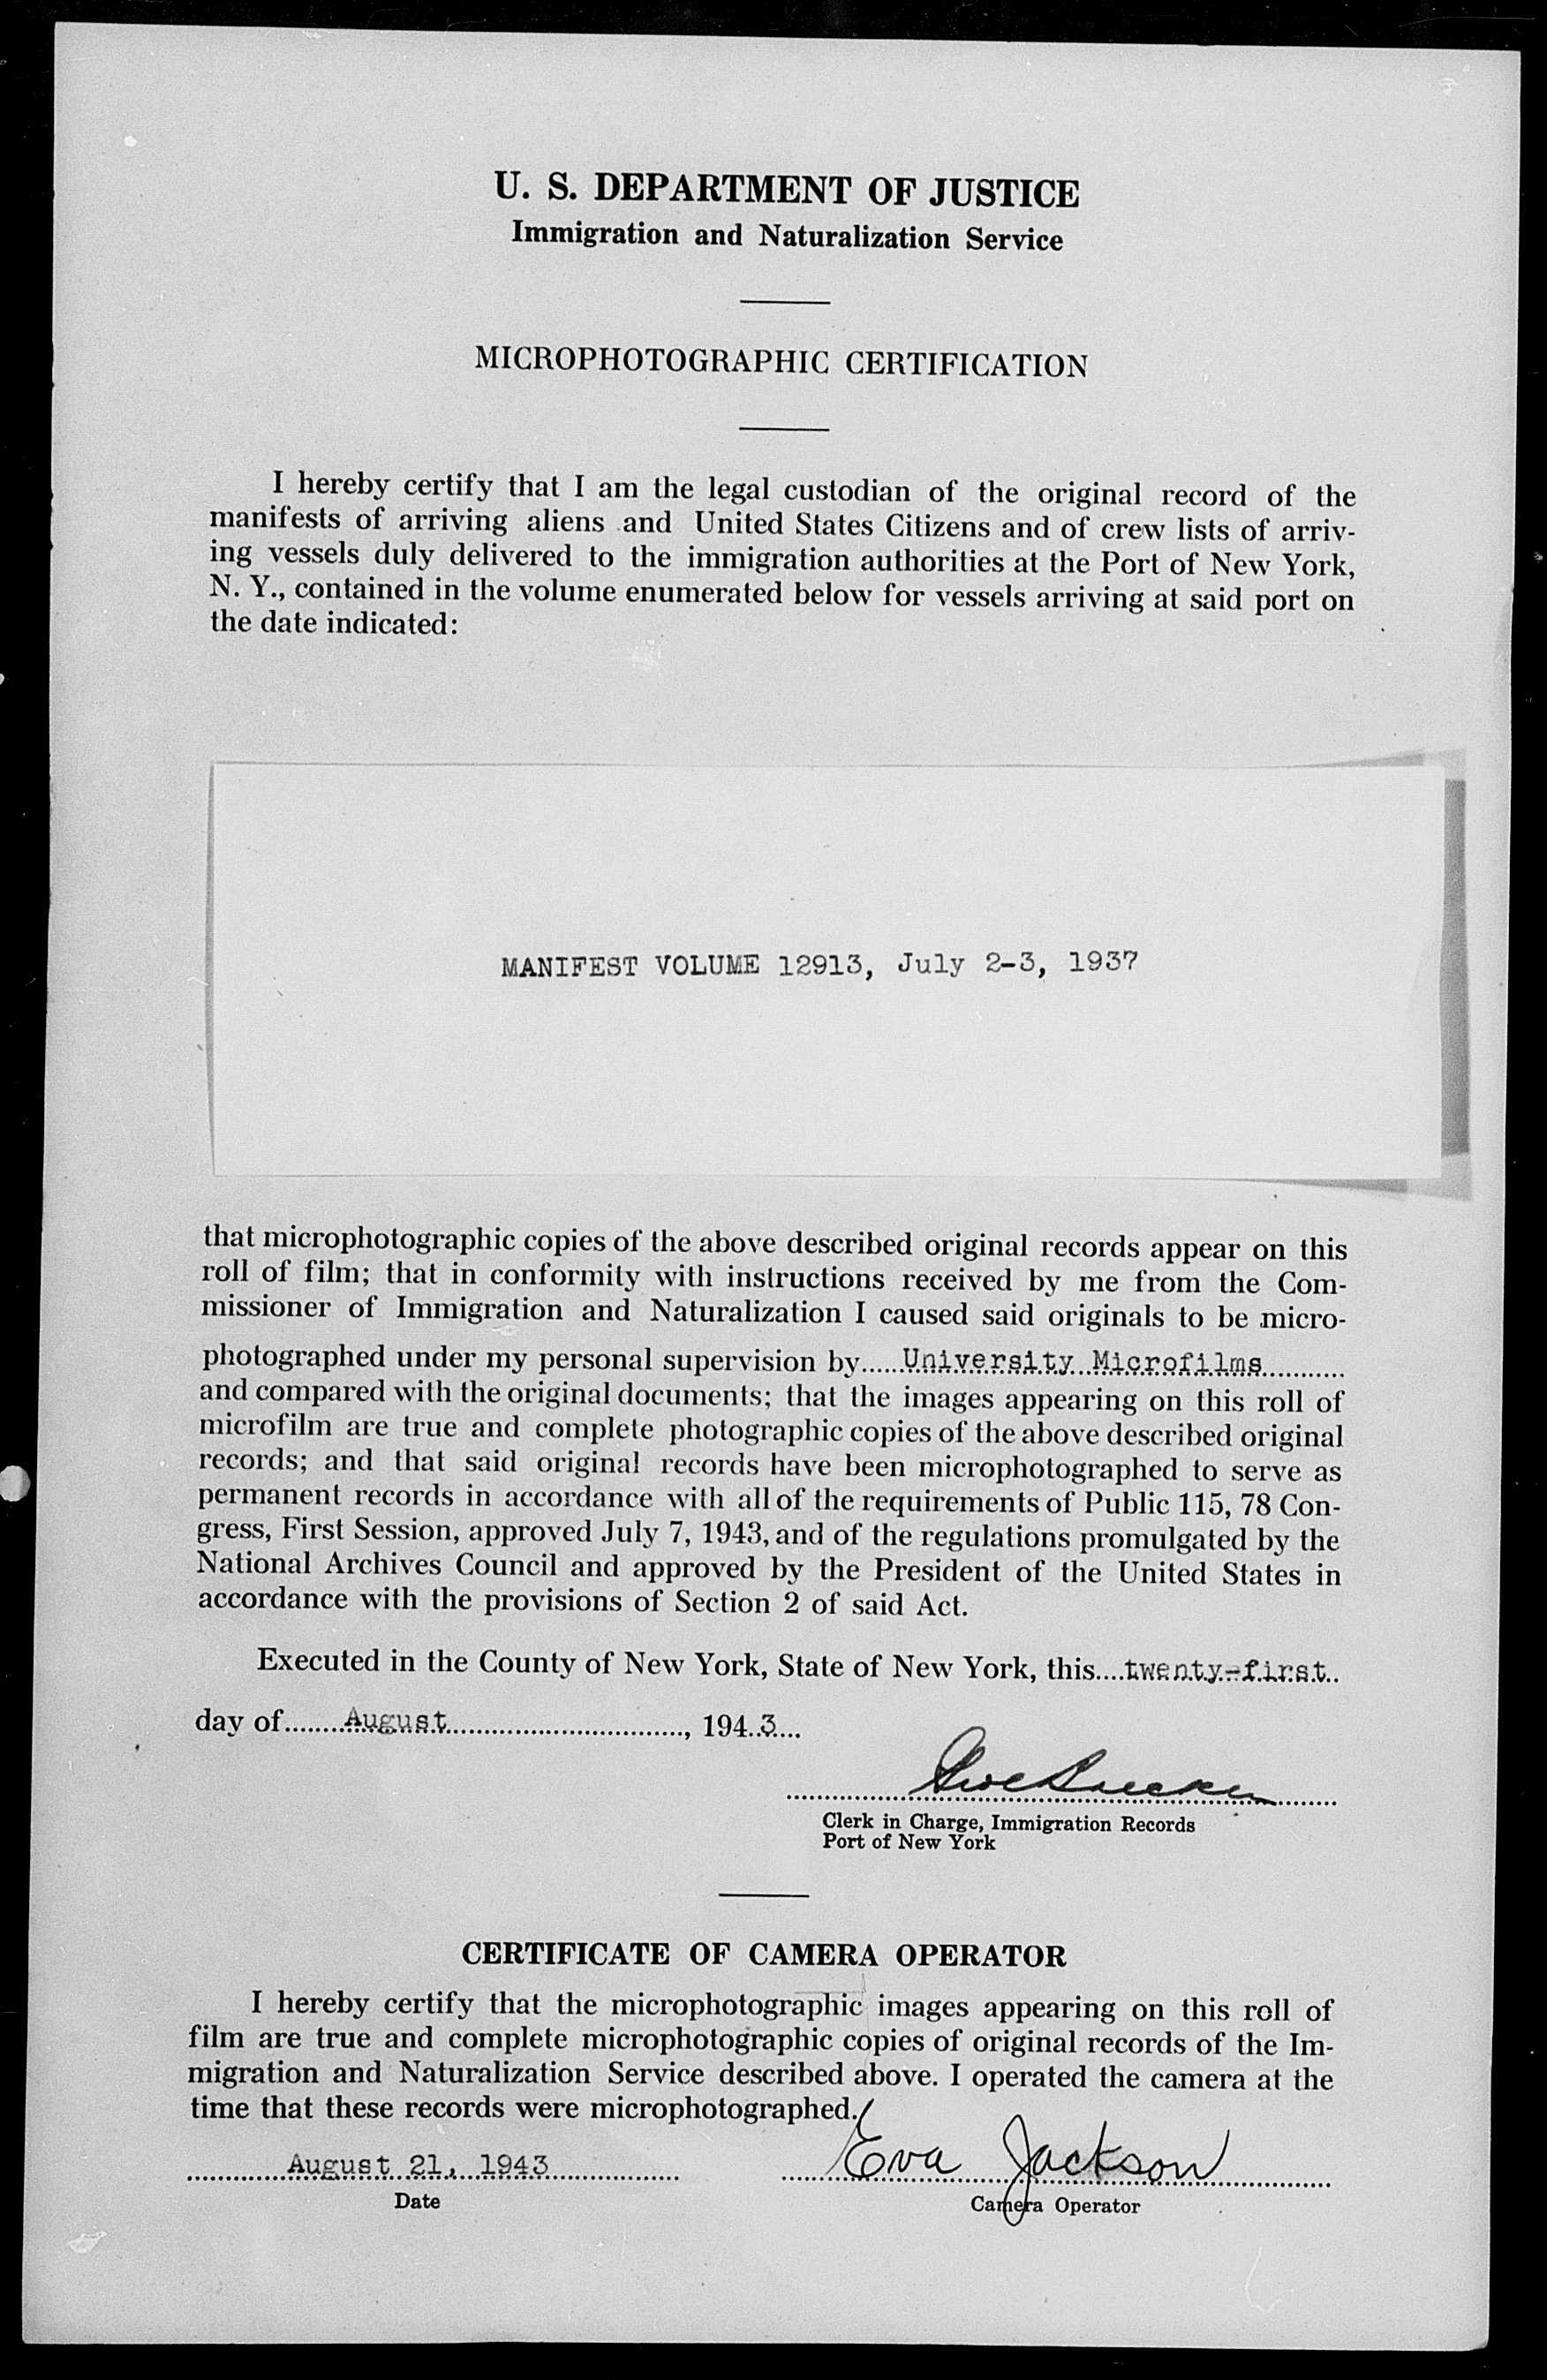 U. S. DEPARTMENT OF JUSTICE
Immigration and Naturalization Service
MICROPHOTOGRAPHIC CERTIFICATION
I hereby certify that I am the legal custodian of the original record of the
manifests of arriving aliens and United States Citizens and of crew lists of arriv-
ing vessels duly delivered to the immigration authorities at the Port of New York,
N. Y., contained in the volume enumerated below for vessels arriving at said port on
the date indicated:
MANIFEST VOLUME 12913, July 2-3, 1937
that microphotographic copies of the above described original records appear on this
roll of film; that in conformity with instructions received by me from the Com-
missioner of Immigration and Naturalization I caused said originals to be micro-
photographed under my personal supervision by University Microfilms
and compared with the original documents; that the images appearing on this roll of
microfilm are true and complete photographic copies of the above described original
records; and that said original records have been microphotographed to serve as
permanent records in accordance with all of the requirements of Public 115, 78 Con-
gress, First Session, approved July 7, 1943, and of the regulations promulgated by the
National Archives Council and approved by the President of the United States in
accordance with the provisions of Section 2 of said Act.
Executed in the County of New York, State of New York, this twenty-first
day of August, 1943
Clerk in Charge, Immigration Records
Port of New York
CERTIFICATE OF CAMERA OPERATOR
I hereby certify that the microphotographic images appearing on this roll of
film are true and complete microphotographic copies of original records of the Im-
migration and Naturalization Service described above. I operated the camera at the
time that these records were microphotographed.
August 21, 1943 Eva Jackson
Date Camera Operator